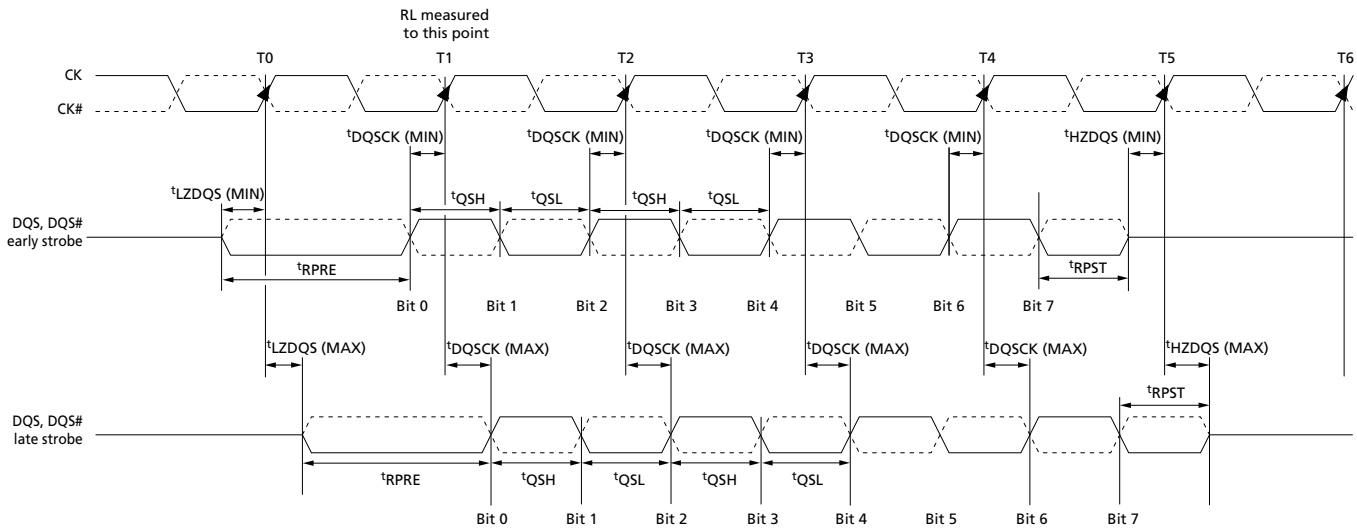 RL measured
to this point
T0 T1 T2 T3 T4 T5 T6
CK
CK#
tDQSCK (MIN) tDQSCK (MIN) tDQSCK (MIN) tDQSCK (MIN) tHZDQS (MIN)
tLZDQS (MIN)
tQSH tQSL tQSH tQSL
DQS, DQS#
early strobe
tRPRE tRPST
Bit 0 Bit 1 Bit 2 Bit 3 Bit 4 Bit 5 Bit 6 Bit 7
tLZDQS (MAX) tDQSCK (MAX) tDQSCK (MAX) tDQSCK (MAX) tDQSCK (MAX) tHZDQS (MAX)
tRPST
DQS, DQS#
late strobe
tRPRE tQSH tQSL tQSH tQSL
Bit 0 Bit 1 Bit 2 Bit 3 Bit 4 Bit 5 Bit 6 Bit 7